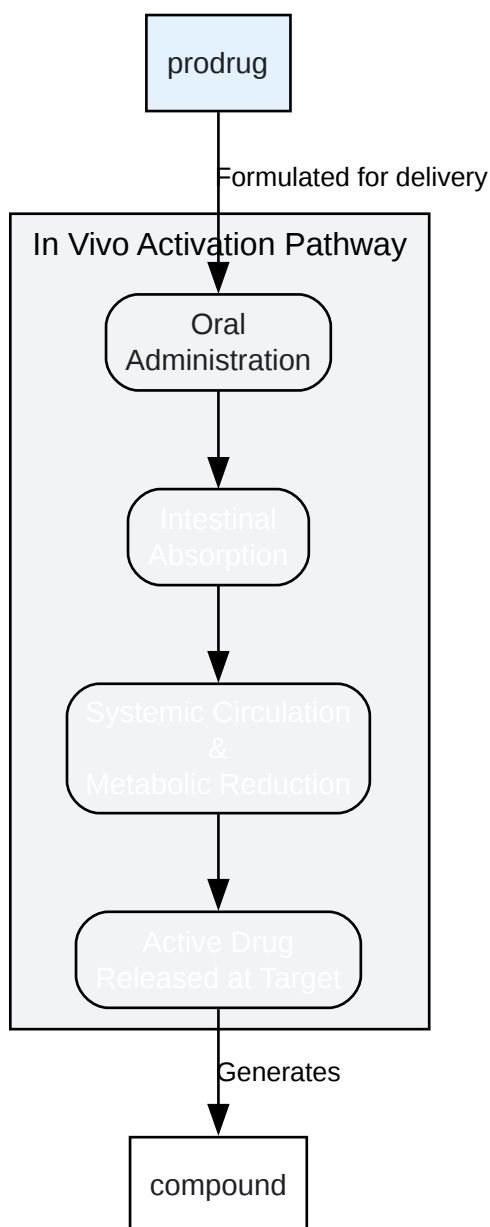 prodrug
Formulated for delivery
In Vivo Activation Pathway
Oral
Administration
Intestinal
Absorption
Systemic Circulation
&
Metabolic Reduction
Active Drug
Released at Target
Generates
compound